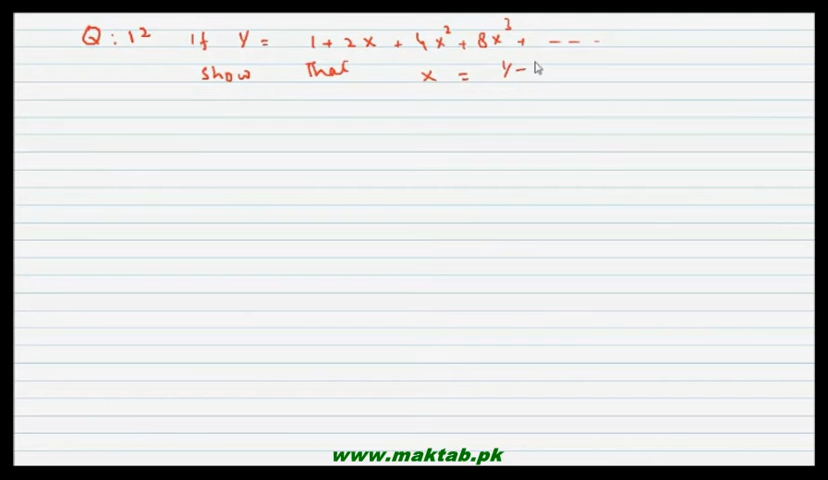 Q: 12 If y = 1 + 2x + 4x² + 8x³ + ----
Show that x = y -
www.maktab.pk